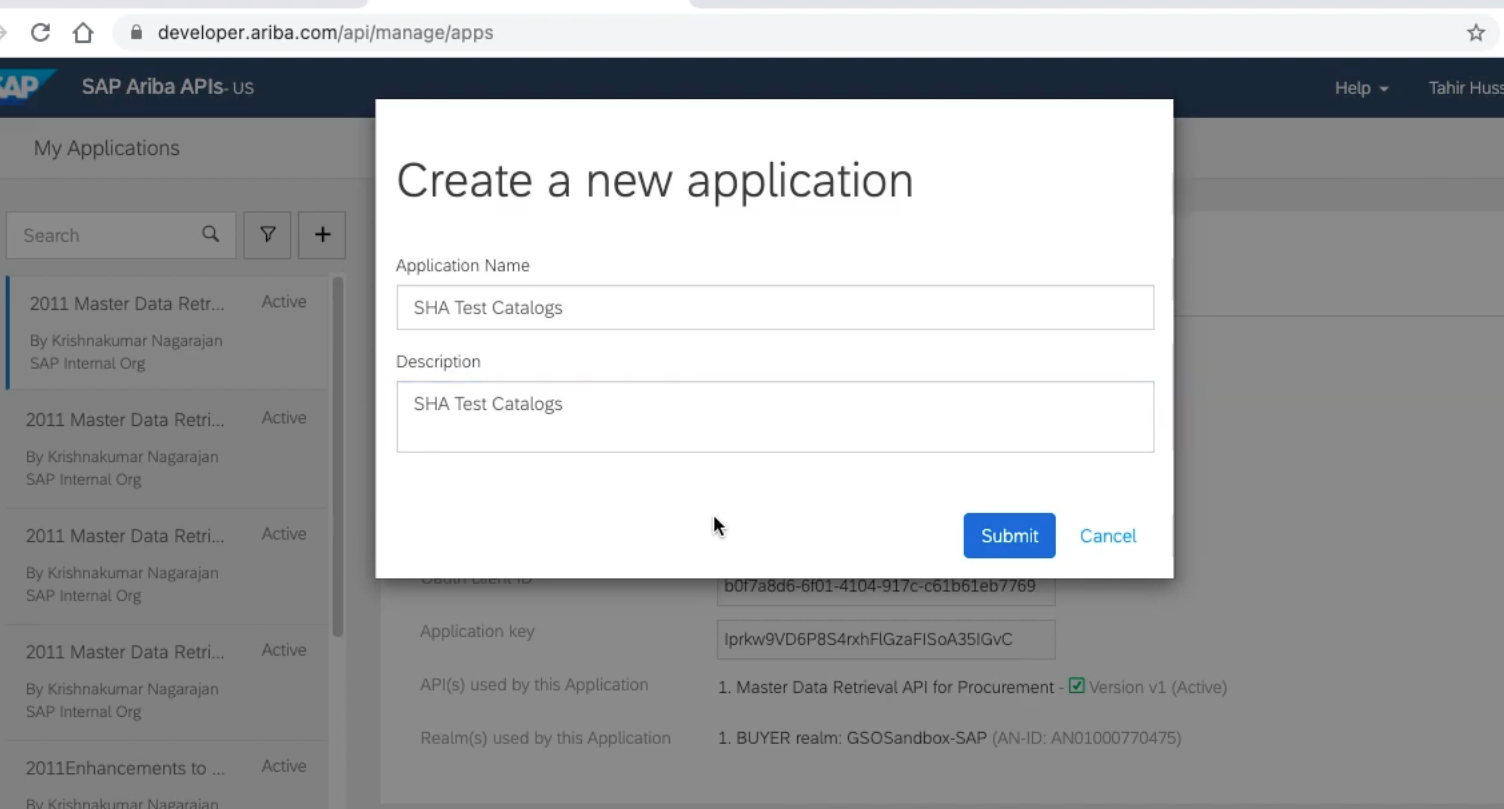 developer.ariba.com/api/manage/apps
SAP
SAP Ariba APIs- US
Help
Tahir Huss
My Applications
Search
2011 Master Data Retr...
Active
By Krishnakumar Nagarajan
SAP Internal Org
2011 Master Data Retri...
Active
By Krishnakumar Nagarajan
SAP Internal Org
2011 Master Data Retri...
Active
By Krishnakumar Nagarajan
SAP Internal Org
2011 Master Data Retri...
Active
By Krishnakumar Nagarajan
SAP Internal Org
2011Enhancements to ...
Active
By Krishnakumar Nagarajan
Create a new application
Application Name
SHA Test Catalogs
Description
SHA Test Catalogs
Submit
Cancel
Oauth client ID
b0f7a8d6-6f01-4104-917c-c61b61eb7769
Application key
Iprkw9VD6P8S4rxhFlGzaFISoA35IGvC
API(s) used by this Application
1. Master Data Retrieval API for Procurement - Version v1 (Active)
Realm(s) used by this Application
1. BUYER realm: GSOSandbox-SAP (AN-ID: AN01000770475)